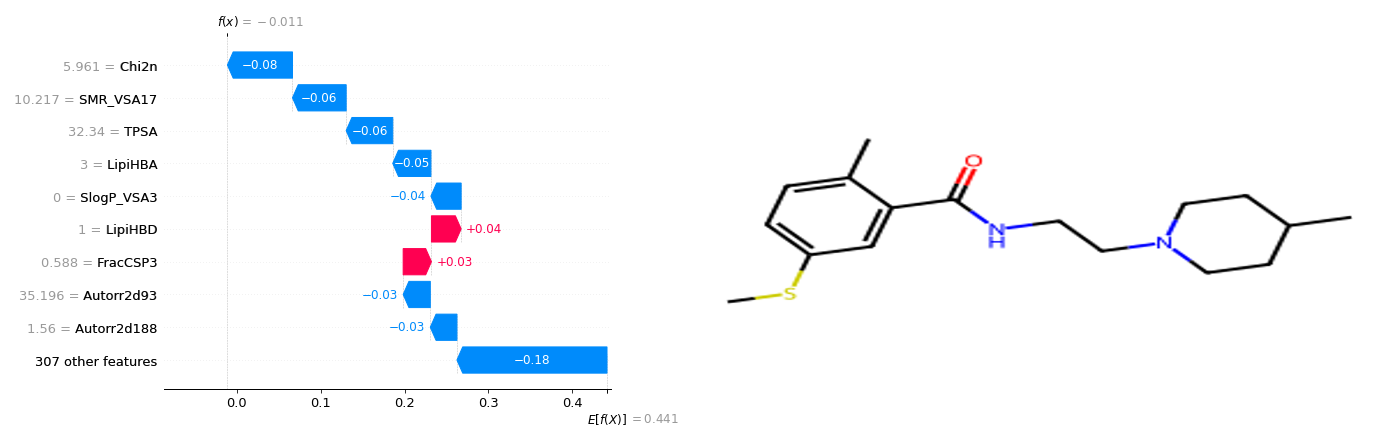 f(x) = −0.011
5.961 = Chi2n
−0.08
10.217 = SMR_VSA17
−0.06
32.34 = TPSA
−0.06
3 = LipiHBA
−0.05
0 = SlogP_VSA3
−0.04
1 = LipiHBD
+0.04
0.588 = FracCSP3
+0.03
35.196 = Autorr2d93
−0.03
1.56 = Autorr2d188
−0.03
307 other features
−0.18
0.0 0.1 0.2 0.3 0.4
E[f(X)] = 0.441
O
N
H
N
S